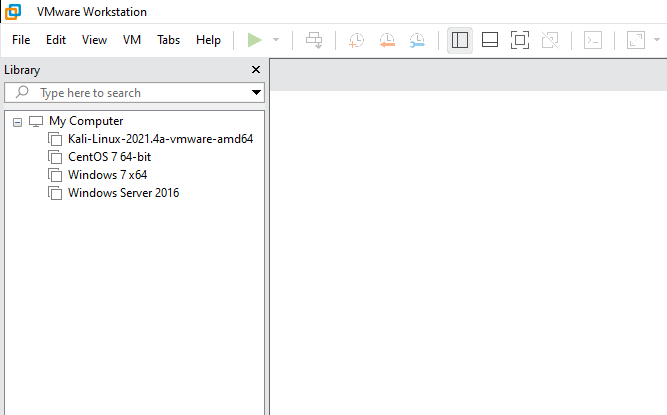 VMware Workstation
File Edit View VM Tabs Help
Library
Type here to search
My Computer
Kali-Linux-2021.4a-vmware-amd64
CentOS 7 64-bit
Windows 7 x64
Windows Server 2016